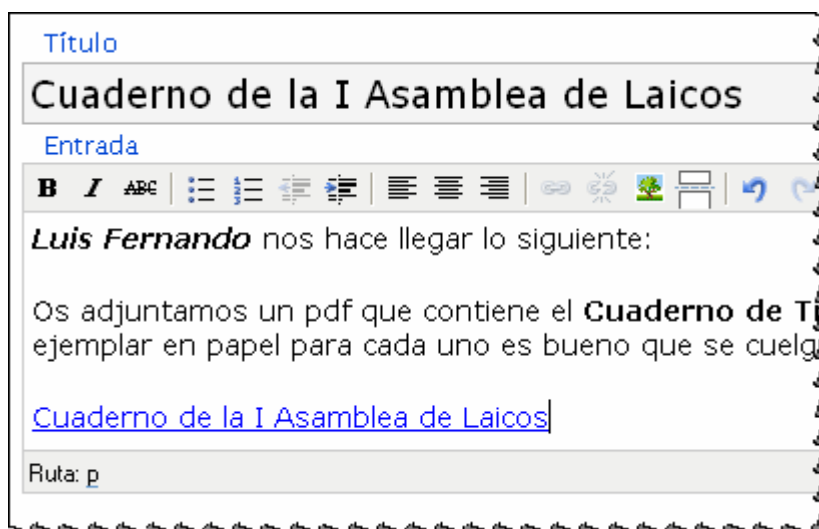 Título
Cuaderno de la I Asamblea de Laicos
Entrada
B I ABC
Luis Fernando nos hace llegar lo siguiente:
Os adjuntamos un pdf que contiene el Cuaderno de
ejemplar en papel para cada uno es bueno que se
Cuaderno de la I Asamblea de Laicos
Ruta: p